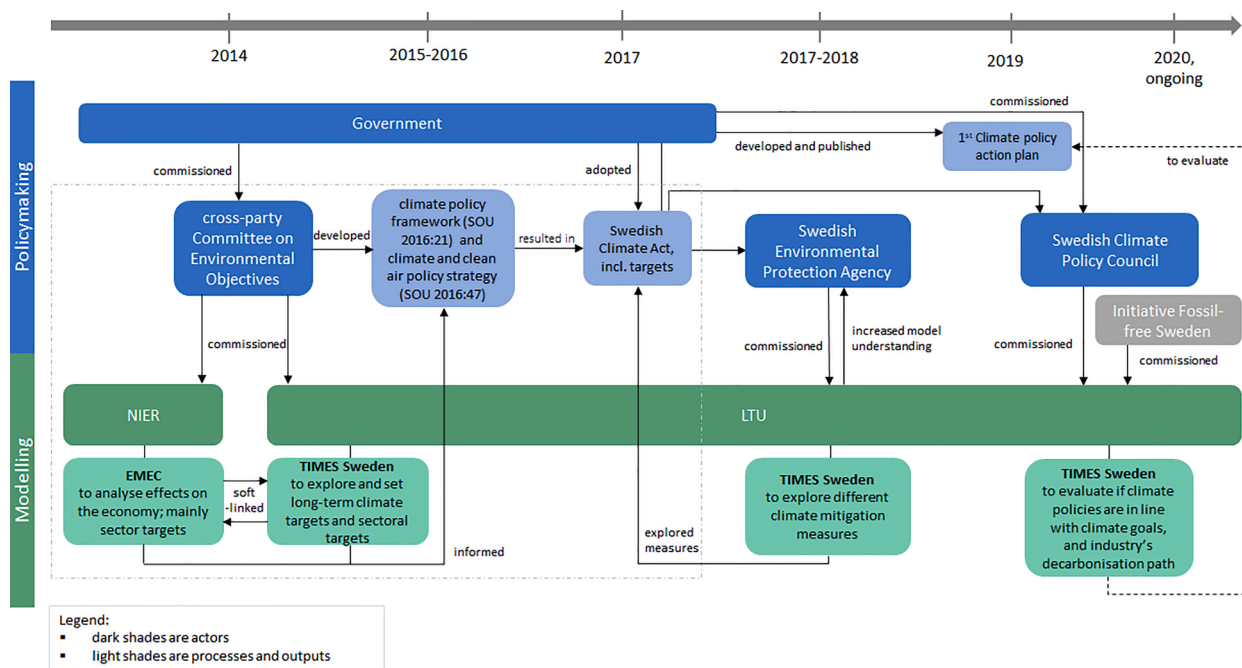 2014
2015-2016
2017
2017-2018
2019
2020,
ongoing
Policymaking
Government
commissioned
developed and published
1st Climate policy
action plan
to evaluate
commissioned
adopted
cross-party
Committee on
Environmental
Objectives
developed
climate policy
framework (SOU
2016:21) and
climate and clean
air policy strategy
(SOU 2016:47)
resulted in
Swedish
Climate Act,
incl. targets
Swedish
Environmental
Protection Agency
Swedish Climate
Policy Council
Initiative Fossil-
free Sweden
commissioned
commissioned
increased model
understanding
commissioned
commissioned
Modelling
NIER
LTU
EMEC
to analyse effects on
the economy; mainly
sector targets
soft
-linked
TIMES Sweden
to explore and set
long-term climate
targets and sectoral
targets
informed
explored
measures
TIMES Sweden
to explore different
climate mitigation
measures
TIMES Sweden
to evaluate if climate
policies are in line
with climate goals,
and industry's
decarbonisation path
Legend:
▪ dark shades are actors
▪ light shades are processes and outputs